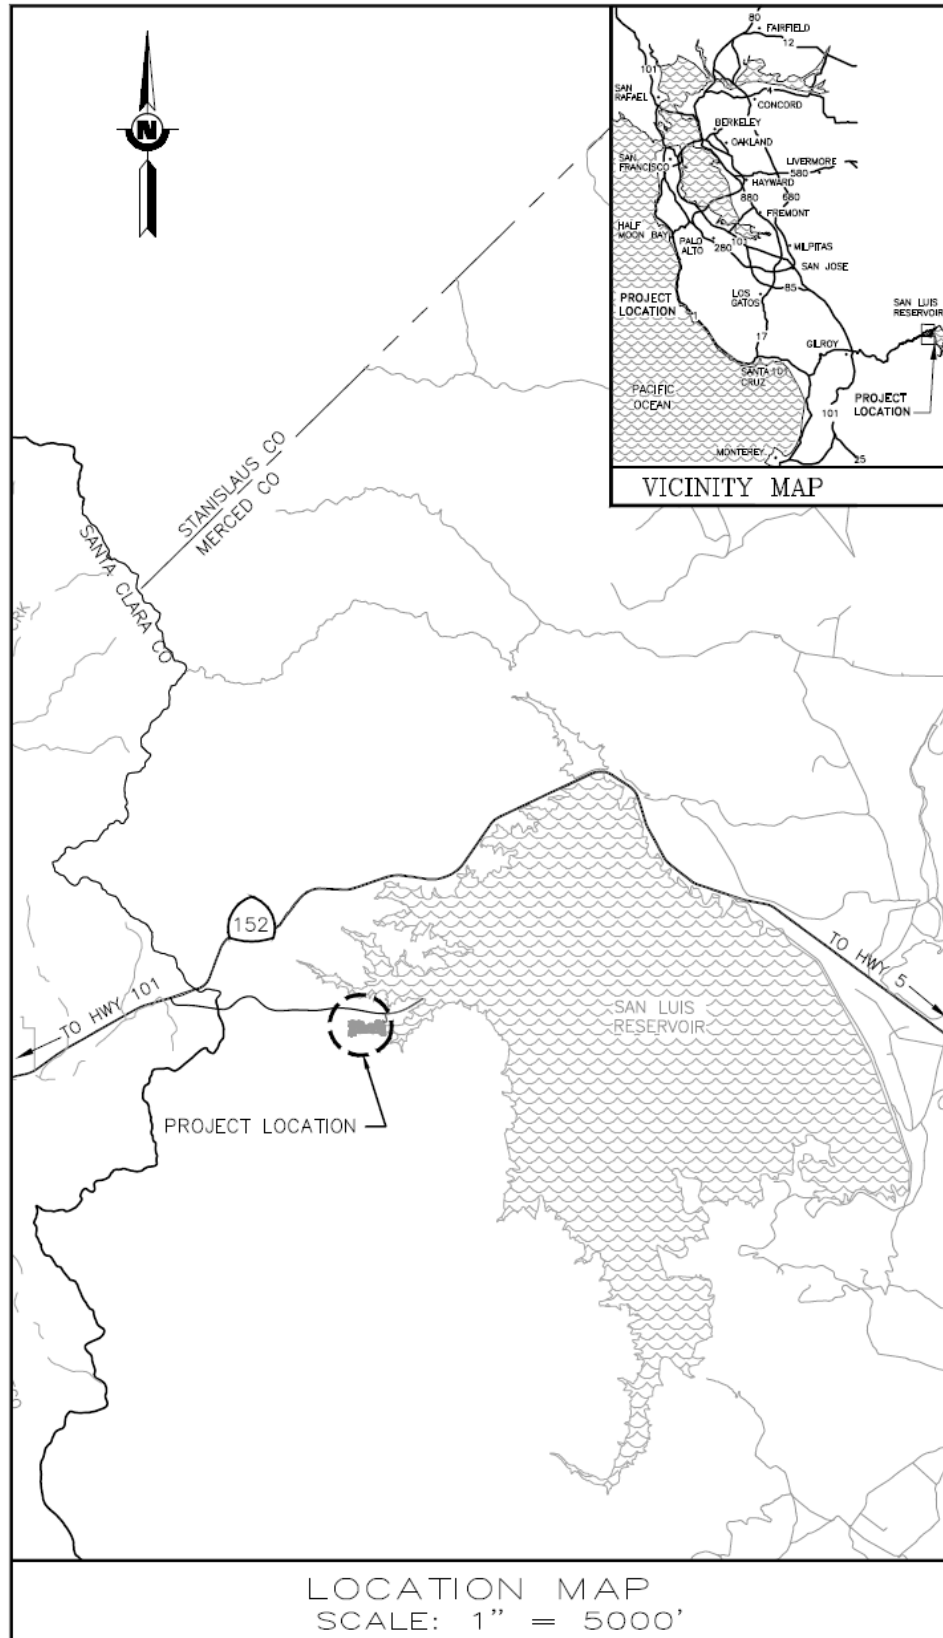 N
80
FAIRFIELD
12
101
SAN
RAFAEL
4
CONCORD
BERKELEY
OAKLAND
SAN
FRANCISCO
LIVERMORE
580
HAYWARD
880
680
FREMONT
HALF
MOON BAY
PALO
ALTO
101
280
MILPITAS
SAN JOSE
LOS
GATOS
85
PROJECT
LOCATION
1
SAN LUIS
RESERVOIR
17
GILROY
SANTA
CRUZ
101
PACIFIC
OCEAN
PROJECT
LOCATION
101
MONTEREY
25
VICINITY MAP
STANISLAUS CO
MERCED CO
SANTA CLARA CO
152
TO HWY 101
TO HWY 5
SAN LUIS
RESERVOIR
PROJECT LOCATION
LOCATION MAP
SCALE: 1" = 5000'